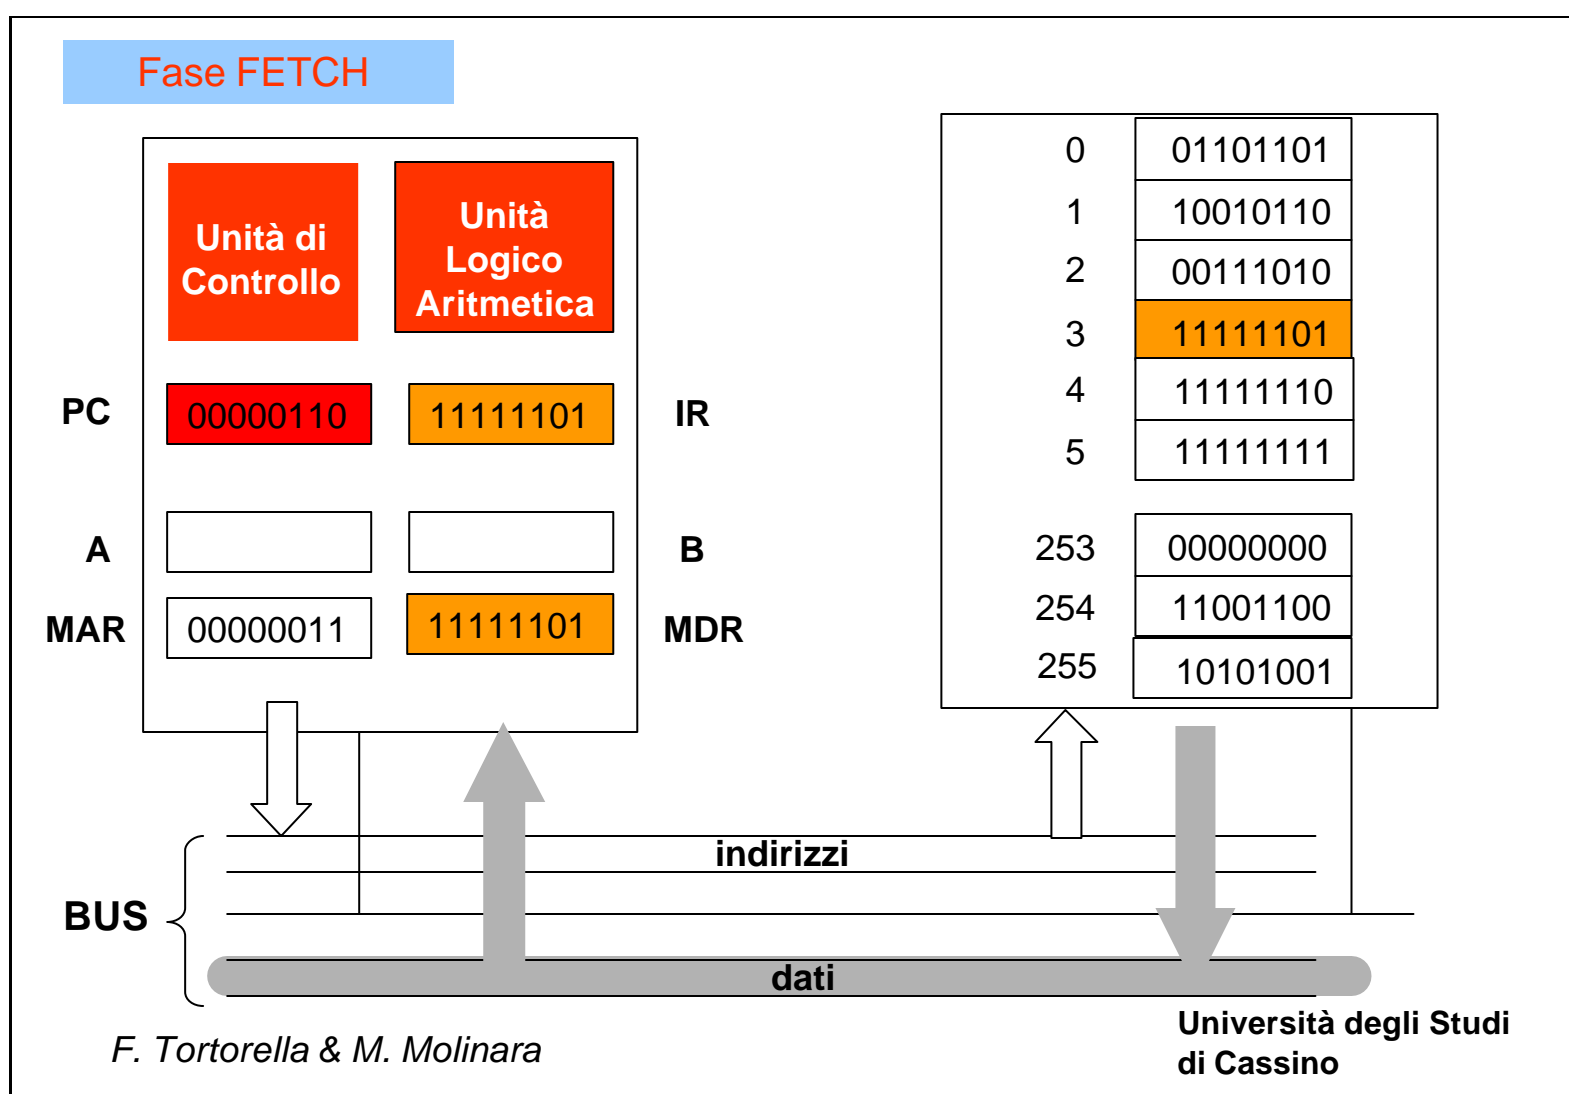 Fase FETCH
Unità di
Controllo
Unità
Logico
Aritmetica
PC 00000110 11111101 IR
A B
MAR 00000011 11111101 MDR
0 01101101
1 10010110
2 00111010
3 11111101
4 11111110
5 11111111
253 00000000
254 11001100
255 10101001
indirizzi
BUS
dati
F. Tortorella & M. Molinara
Università degli Studi
di Cassino